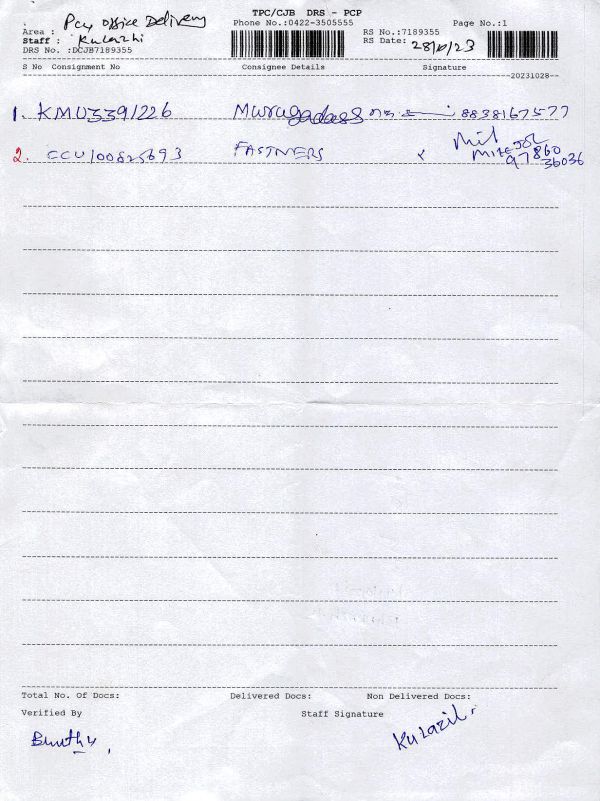 TPC/CJB DRS - PCP
Pcy Office Delivery
Area :
Phone No.:0422-3505555
Page No.:1
Staff : Kulazhi
RS No.:7189355
DRS No. :DCJB7189355
RS Date: 28/10/23
S No Consignment No Consignee Details Signature
20231028
1. KMU3391226 Murugadass 8838167577
2. CCU100825693 FASTNERS x
97860
36036
Total No. Of Docs: Delivered Docs: Non Delivered Docs:
Verified By Staff Signature